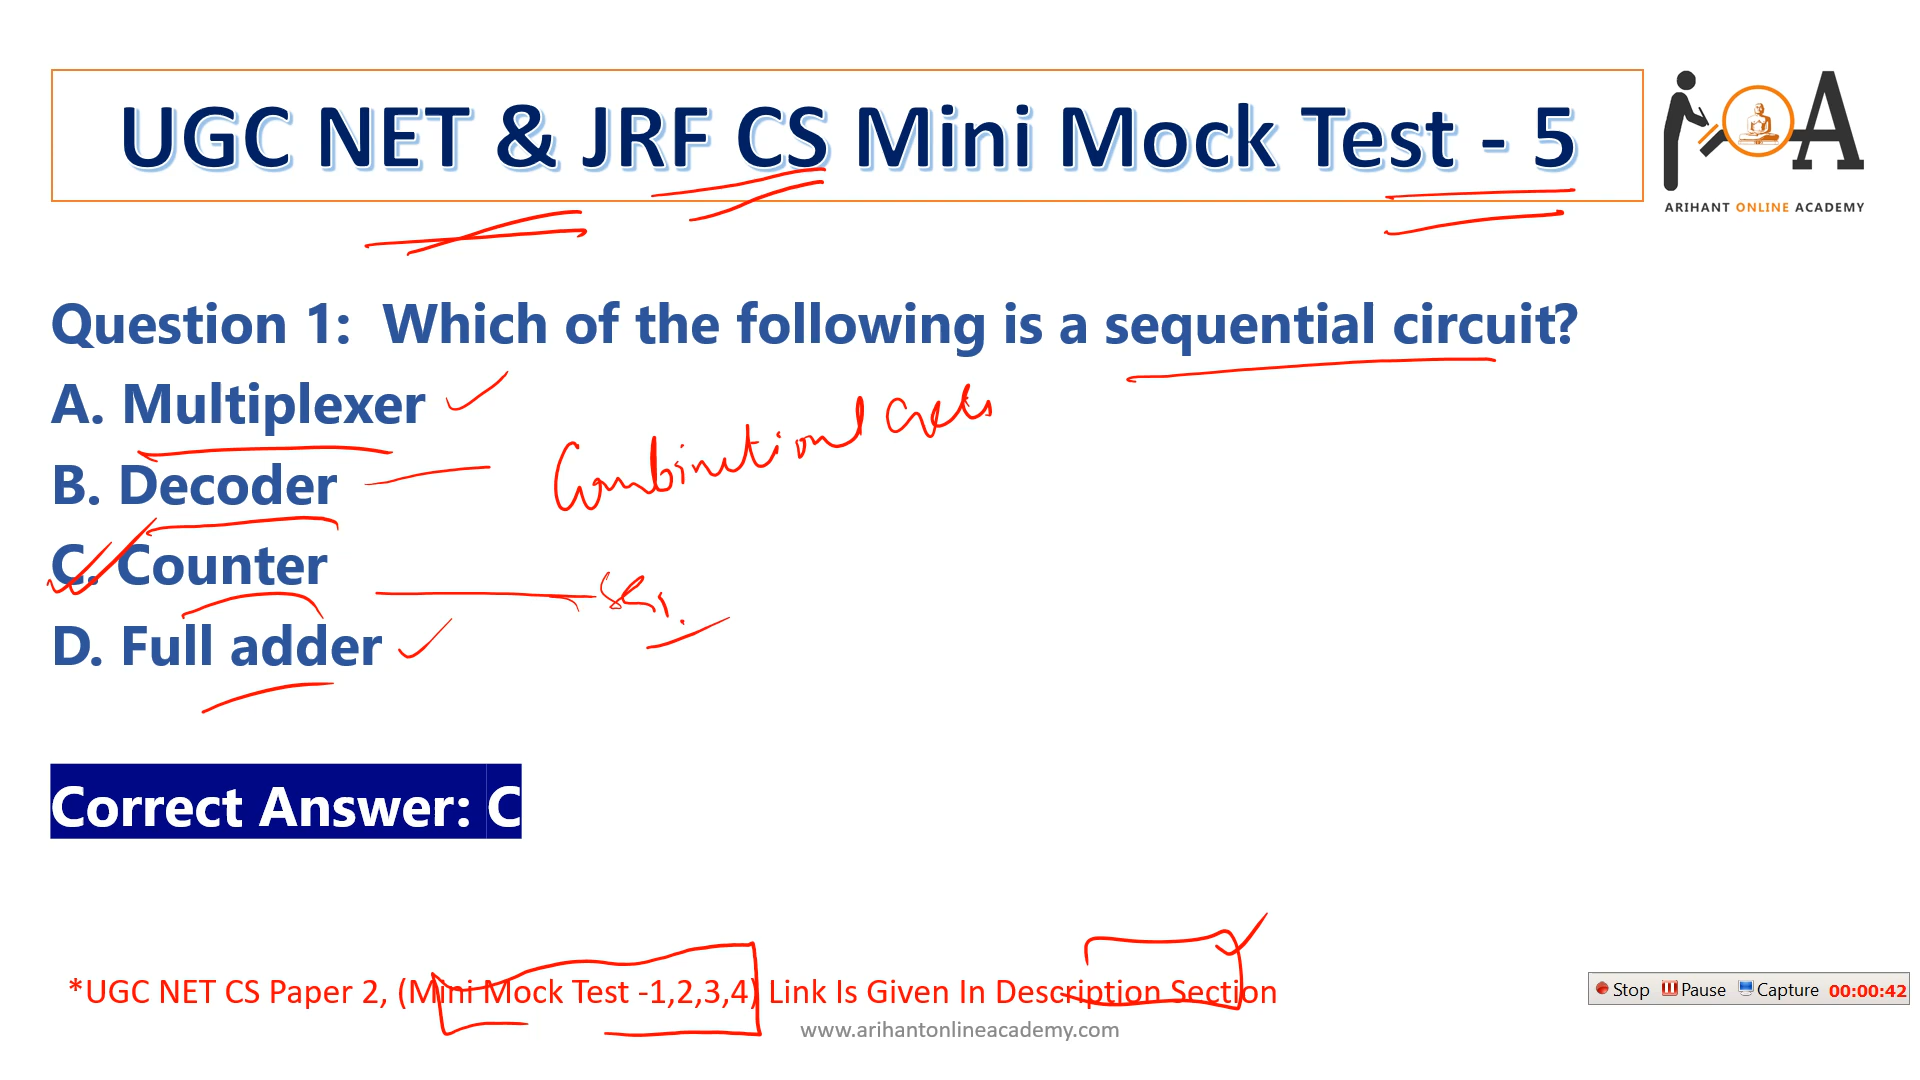 UGC NET & JRF CS Mini Mock Test - 5
ARIHANT ONLINE ACADEMY
Question 1: Which of the following is a sequential circuit?
A. Multiplexer
B. Decoder
Combinational
C. Counter
D. Full adder
Correct Answer: C
*UGC NET CS Paper 2, (Mini Mock Test -1,2,3,4) Link Is Given In Description Section
www.arihantonlineacademy.com
Stop Pause Capture 00:00:42